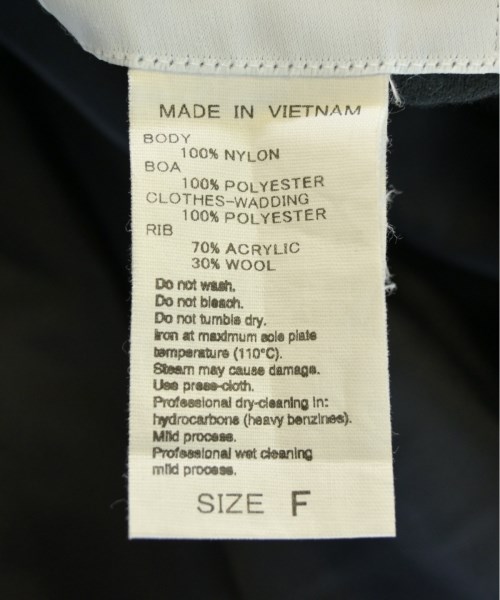 MADE IN VIETNAM
BODY
100% NYLON
BOA
100% POLYESTER
CLOTHES-WADDING
100% POLYESTER
RIB
70% ACRYLIC
30% WOOL
Do not wash.
Do not bleach.
Do not tumble dry.
Iron at maximum sole plate
temperature (110°C).
Steam may cause damage.
Use press-cloth.
Professional dry-cleaning in:
hydrocarbons (heavy benzines).
Mild process.
Professional wet cleaning
mild process.
SIZE F